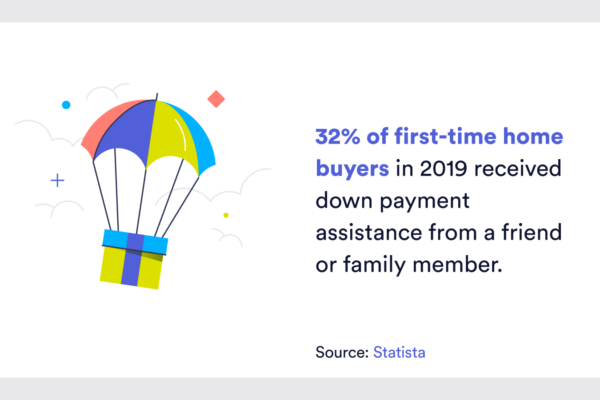 32% of first-time home
buyers in 2019 received
down payment
assistance from a friend
or family member.
Source: Statista